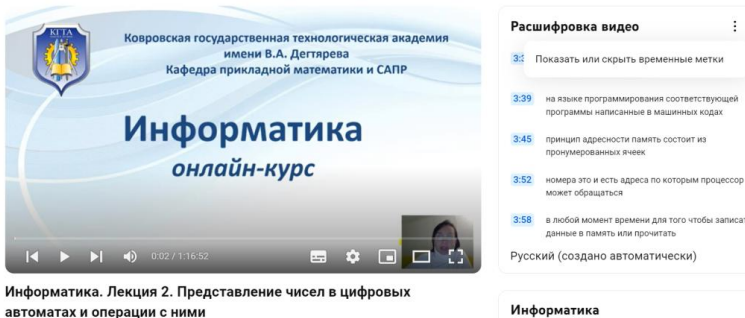 КГТА
Ковровская государственная технологическая академия
имени В.А. Дегтярева
Кафедра прикладной математики и САПР
Информатика
онлайн-курс
0:02 / 1:16:52
Информатика. Лекция 2. Представление чисел в цифровых
автоматах и операции с ними
Расшифровка видео
Показать или скрыть временные метки
3:39 на языке программирования соответствующей
программы написанные в машинных кодах
3:45 принцип адресности память состоит из
пронумерованных ячеек
3:52 номера это и есть адреса по которым процессор
может обращаться
3:58 в любой момент времени для того чтобы записат
данные в память или прочитать
Русский (создано автоматически)
Информатика